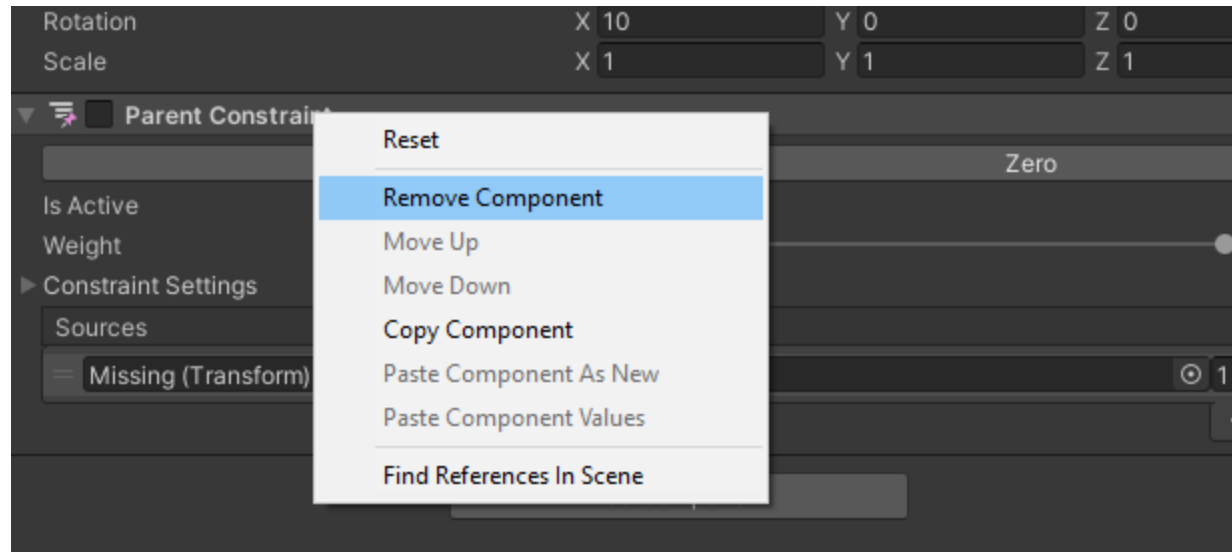 Rotation X 10 Y 0 Z 0
Scale X 1 Y 1 Z 1
Parent Constraint
Reset
Zero
Remove Component
Is Active
Move Up
Weight
Move Down
Constraint Settings
Copy Component
Sources
Paste Component As New
Missing (Transform) 1
Paste Component Values
Find References In Scene